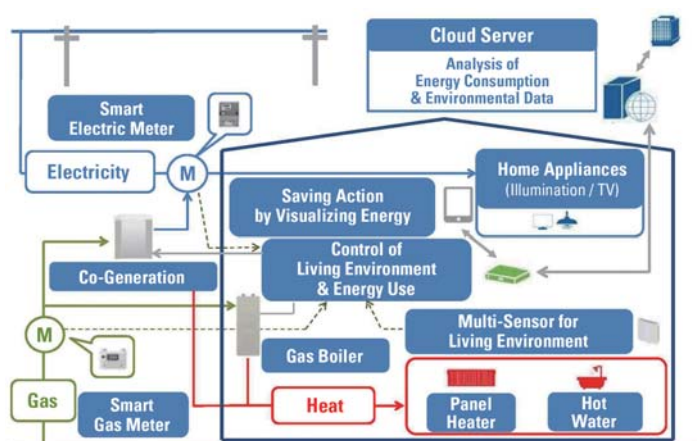 Cloud Server
Analysis of
Energy Consumption
& Environmental Data
Smart
Electric Meter
Electricity
M
Home Appliances
(Illumination / TV)
Saving Action
by Visualizing Energy
Co-Generation
Control of
Living Environment
& Energy Use
M
Gas Boiler
Multi-Sensor for
Living Environment
Gas
Smart
Gas Meter
Heat
Panel
Heater
Hot
Water